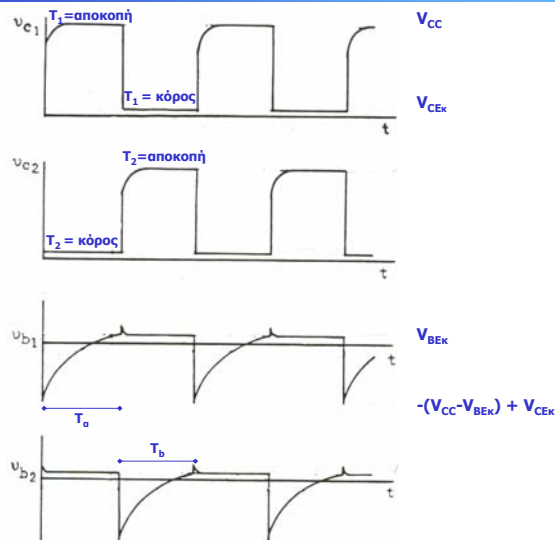 υc1 T1=αποκοπή VCC
T1 = κόρος VCEκ
t
υc2 T2=αποκοπή
T2 = κόρος
t
υb1 VBEκ
t
-(VCC-VBEκ) + VCEκ
Ta
Tb
υb2
t